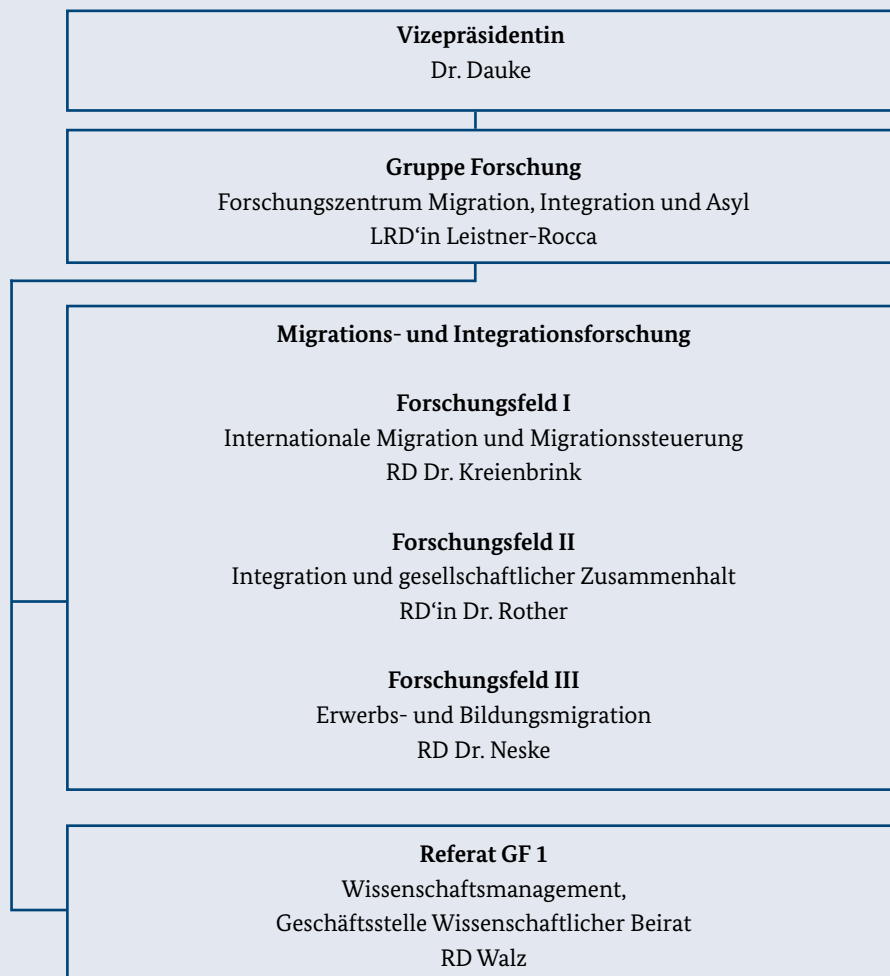 Vizepräsidentin
Dr. Dauke
Gruppe Forschung
Forschungszentrum Migration, Integration und Asyl
LRD‘in Leistner-Rocca
Migrations- und Integrationsforschung
Forschungsfeld I
Internationale Migration und Migrationssteuerung
RD Dr. Kreienbrink
Forschungsfeld II
Integration und gesellschaftlicher Zusammenhalt
RD‘in Dr. Rother
Forschungsfeld III
Erwerbs- und Bildungsmigration
RD Dr. Neske
Referat GF 1
Wissenschaftsmanagement,
Geschäftsstelle Wissenschaftlicher Beirat
RD Walz